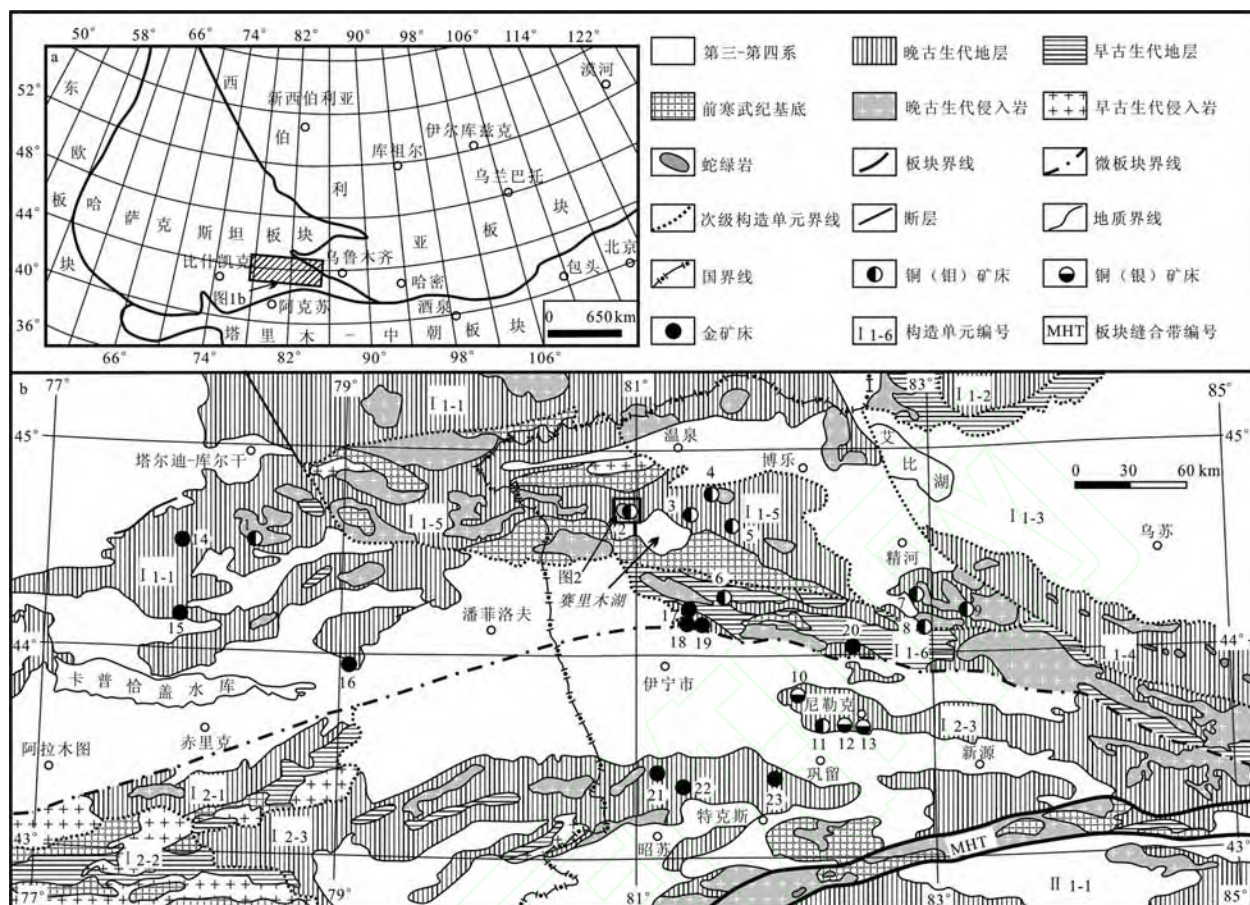 50° 58° 66° 74° 82° 90° 98° 106° 114° 122°
a
52°
48°
44°
40°
36°
74° 82° 90° 98° 106°
东
欧
板
块
西
伯
利
亚
板
块
哈萨克斯坦板块
塔里木-中朝板块
漠河
新西伯利亚
伊尔库兹克
库祖尔
乌兰巴托
比什凯克
乌鲁木齐
北京
包头
哈密
图1b
阿克苏
酒泉
0 650 km
第三-第四系
晚古生代地层
早古生代地层
前寒武纪基底
晚古生代侵入岩
早古生代侵入岩
蛇绿岩
板块界线
微板块界线
次级构造单元界线
断层
地质界线
国界线
铜（钼）矿床
铜（银）矿床
金矿床
I 1-6 构造单元编号
MHT 板块缝合带编号
b
77° 79° 81° 83° 85°
45° 45°
I 1-1
I 1-2
塔尔迪-库尔干
温泉
博乐
艾
比
湖
0 30 60 km
4
3
I 1-5
I 1-5
5
2
1
14
I 1-3
乌苏
精河
I 1-1
图2
赛里木湖
6
7
9
8
15
潘菲洛夫
17
18
19
20
I 1-6
I 1-4
44° 44°
16
卡普恰盖水库
伊宁市
10
尼勒克
I 2-3
11
12
13
赤里克
阿拉木图
新源
巩留
I 2-1
21
22
23
特克斯
43° 43°
I 2-3
I 2-2
昭苏
MHT
II 1-1
77° 79° 81° 83° 85°